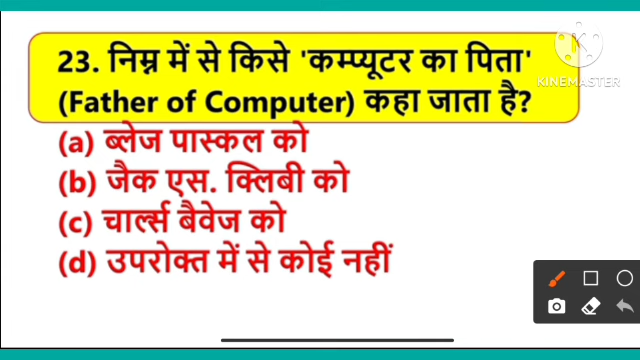 23. निम्न में से किसे 'कम्प्यूटर का पिता'
(Father of Computer) कहा जाता है?
KINEMASTER
(a) ब्लेज पास्कल को
(b) जैक एस. क्लिबी को
(c) चार्ल्स बैवेज को
(d) उपरोक्त में से कोई नहीं